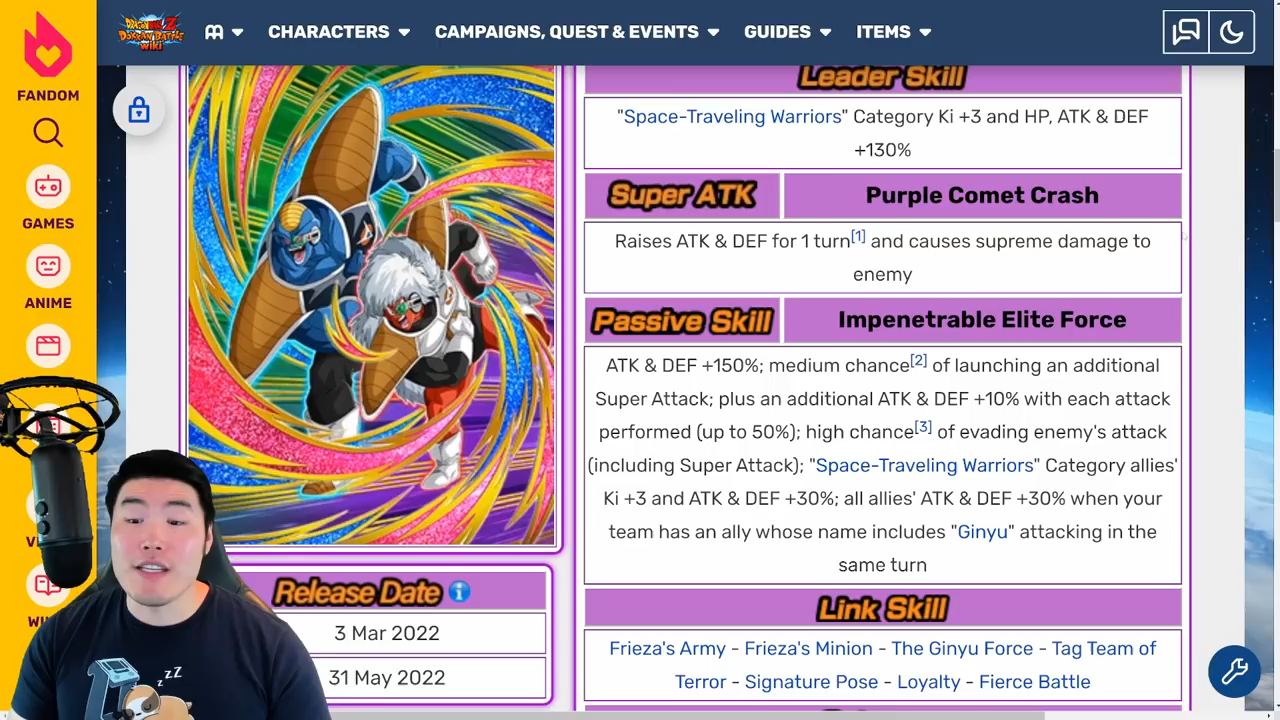 FANDOM
GAMES
ANIME
DRAGON BALL Z
DOKKAN BATTLE
WIKI
CHARACTERS
CAMPAIGNS, QUEST & EVENTS
GUIDES
ITEMS
Leader Skill
"Space-Traveling Warriors" Category Ki +3 and HP, ATK & DEF
+130%
Super ATK
Purple Comet Crash
Raises ATK & DEF for 1 turn[1] and causes supreme damage to
enemy
Passive Skill
Impenetrable Elite Force
ATK & DEF +150%; medium chance[2] of launching an additional
Super Attack; plus an additional ATK & DEF +10% with each attack
performed (up to 50%); high chance[3] of evading enemy's attack
(including Super Attack); "Space-Traveling Warriors" Category allies'
Ki +3 and ATK & DEF +30%; all allies' ATK & DEF +30% when your
team has an ally whose name includes "Ginyu" attacking in the
same turn
Link Skill
Frieza's Army - Frieza's Minion - The Ginyu Force - Tag Team of
Terror - Signature Pose - Loyalty - Fierce Battle
Release Date
3 Mar 2022
31 May 2022
z z Z